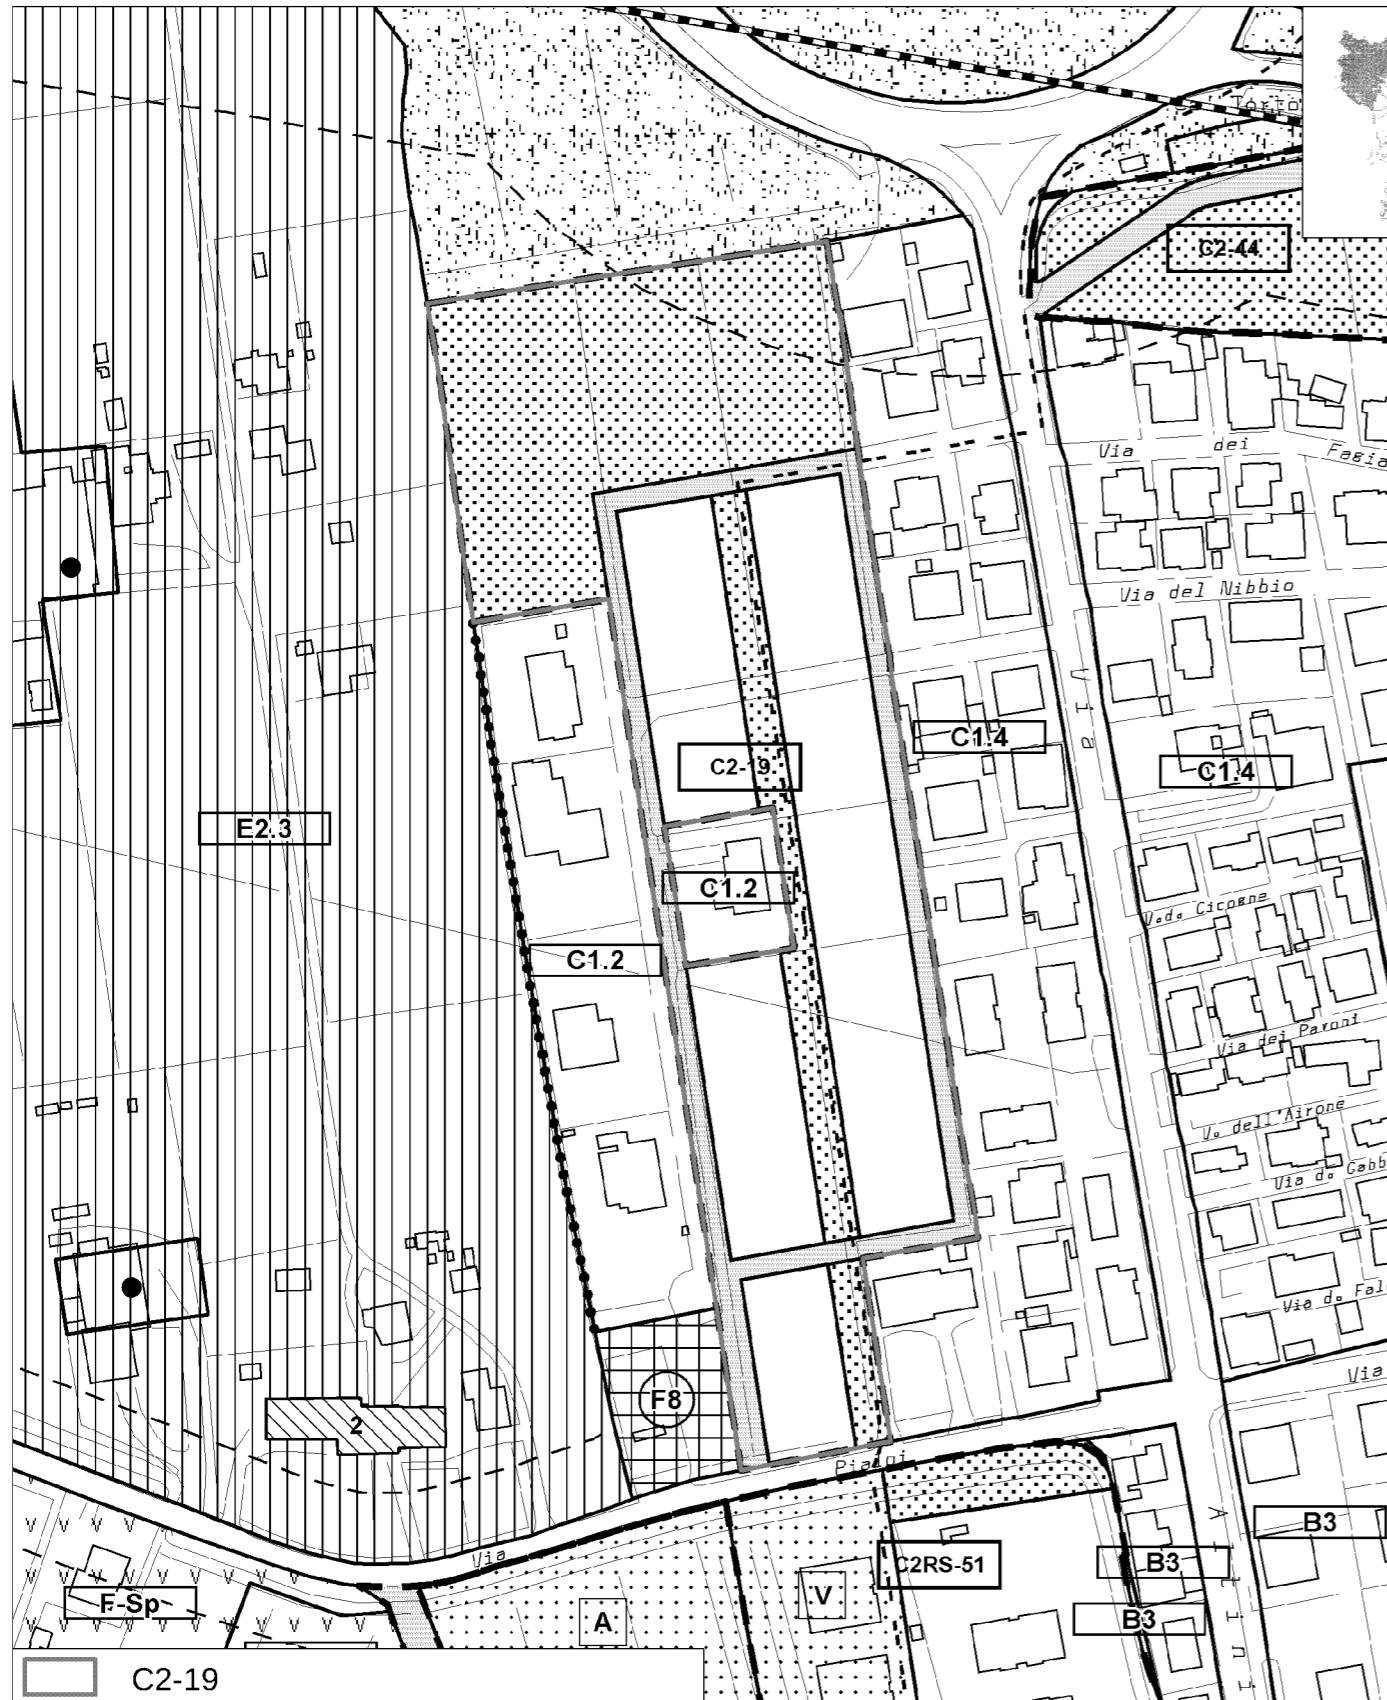 Torto
C2-44
Via dei Fagia
Via del Nibbio
Via
C1.4
C1.4
C2-19
E2.3
C1.2
V.d. Cicogne
C1.2
Via dei Pavoni
V. dell'Airone
Via d. Gabb
Via d. Fal
Via
F8
2
Piaggi
Via
B3
C2RS-51
B3
F-Sp
V
A
B3
C2-19